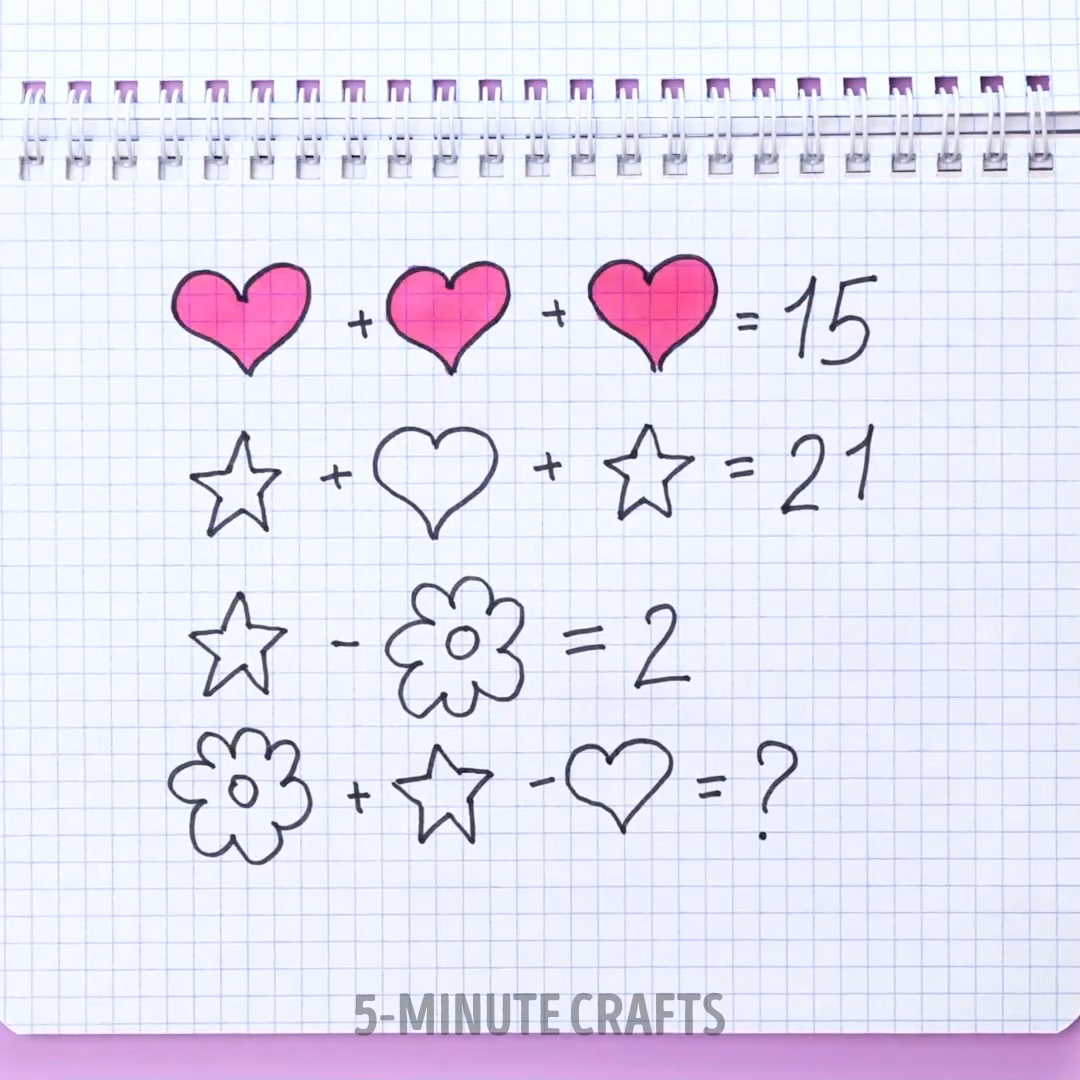 + + = 15
+ + = 21
- = 2
+ - = ?
5-MINUTE CRAFTS